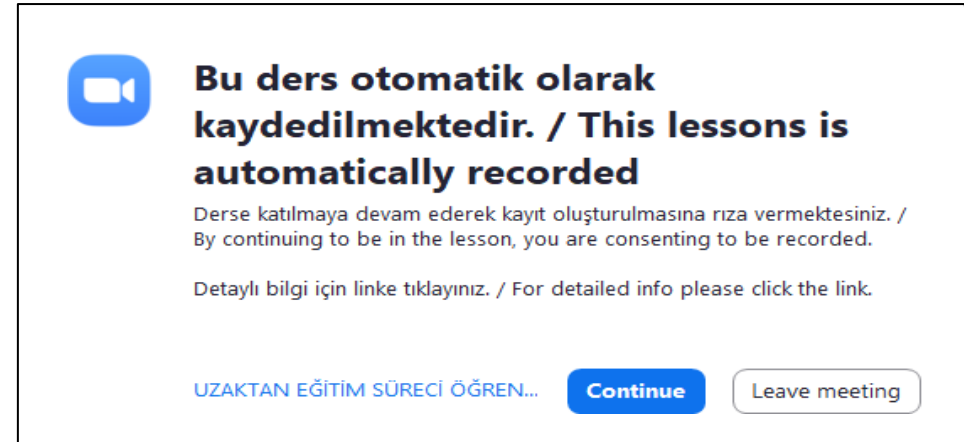 Bu ders otomatik olarak
kaydedilmektedir. / This lessons is
automatically recorded
Derse katılmaya devam ederek kayıt oluşturulmasına rıza vermektesiniz. /
By continuing to be in the lesson, you are consenting to be recorded.
Detaylı bilgi için linke tıklayınız. / For detailed info please click the link.
UZAKTAN EĞİTİM SÜRECİ ÖĞREN... Continue Leave meeting